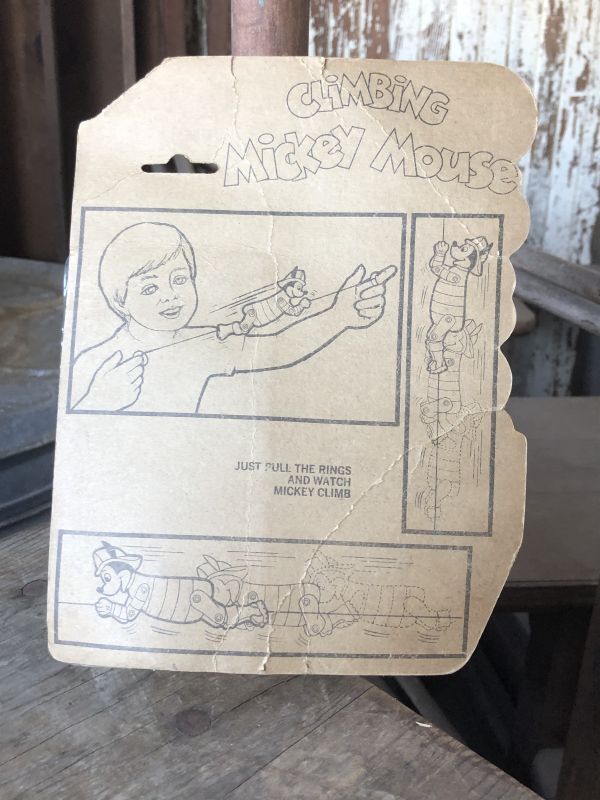 CLiMBiNG
MicKeY MOUSe
JUST PULL THE RINGS
AND WATCH
MICKEY CLIMB